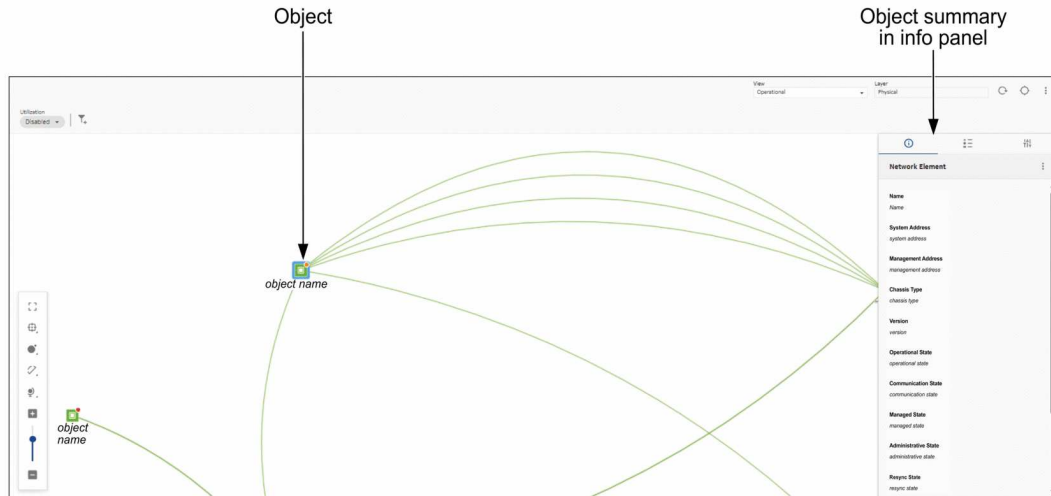 Object
Object summary
in info panel
View
Operational
Layer
Physical
Utilization
Disabled
Network Element
Name
Name
System Address
system address
Management Address
management address
Chassis Type
chassis type
Version
version
Operational State
operational state
Communication State
communication state
Managed State
managed state
Administrative State
administrative state
Resync State
resync state
object name
object
name